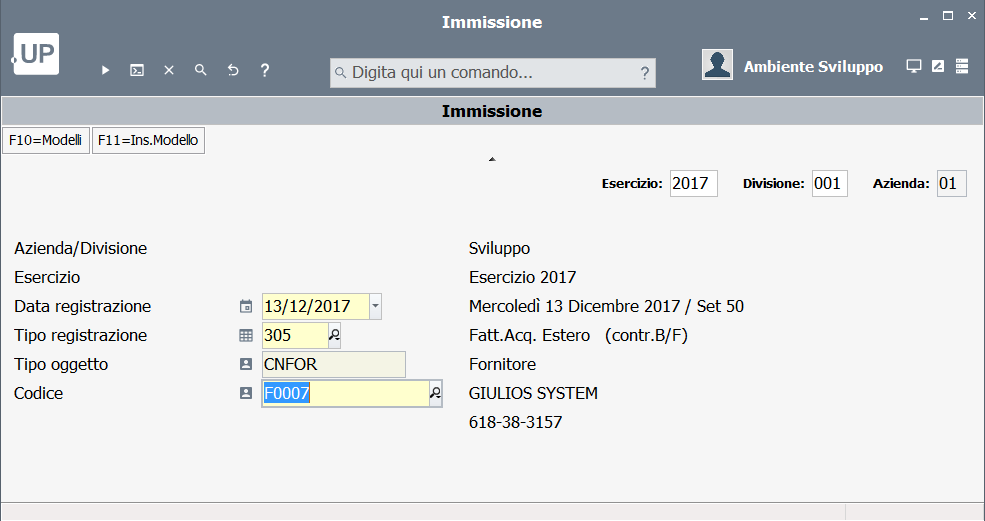 Immissione
.UP
Digita qui un comando... ?
Ambiente Sviluppo
Immissione
F10=Modelli F11=Ins.Modello
Esercizio: 2017 Divisione: 001 Azienda: 01
Azienda/Divisione Sviluppo
Esercizio Esercizio 2017
Data registrazione 13/12/2017 Mercoledì 13 Dicembre 2017 / Set 50
Tipo registrazione 305 Fatt.Acq. Estero (contr.B/F)
Tipo oggetto CNFOR Fornitore
Codice F0007 GIULIOS SYSTEM
618-38-3157